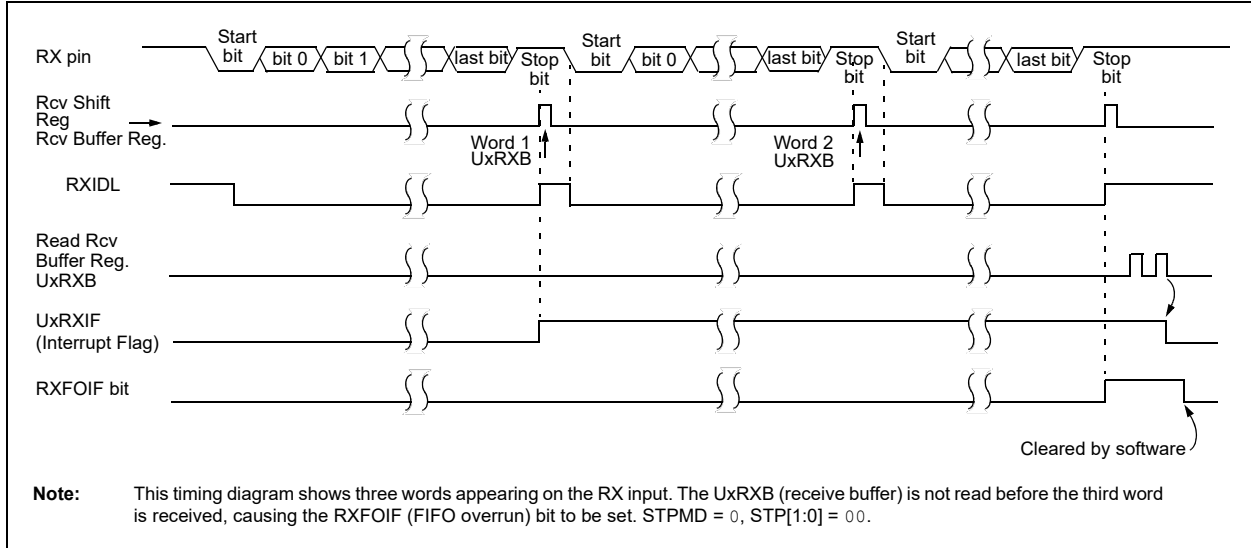 RX pin
Start
bit
bit 0
bit 1
last bit
Stop
bit
Start
bit
bit 0
last bit
Stop
bit
Start
bit
last bit
Stop
bit
Rcv Shift
Reg
Rcv Buffer Reg.
Word 1
UxRXB
Word 2
UxRXB
RXIDL
Read Rcv
Buffer Reg.
UxRXB
UxRXIF
(Interrupt Flag)
RXFOIF bit
Cleared by software
Note: This timing diagram shows three words appearing on the RX input. The UxRXB (receive buffer) is not read before the third word
is received, causing the RXFOIF (FIFO overrun) bit to be set. STPMD = 0, STP[1:0] = 00.